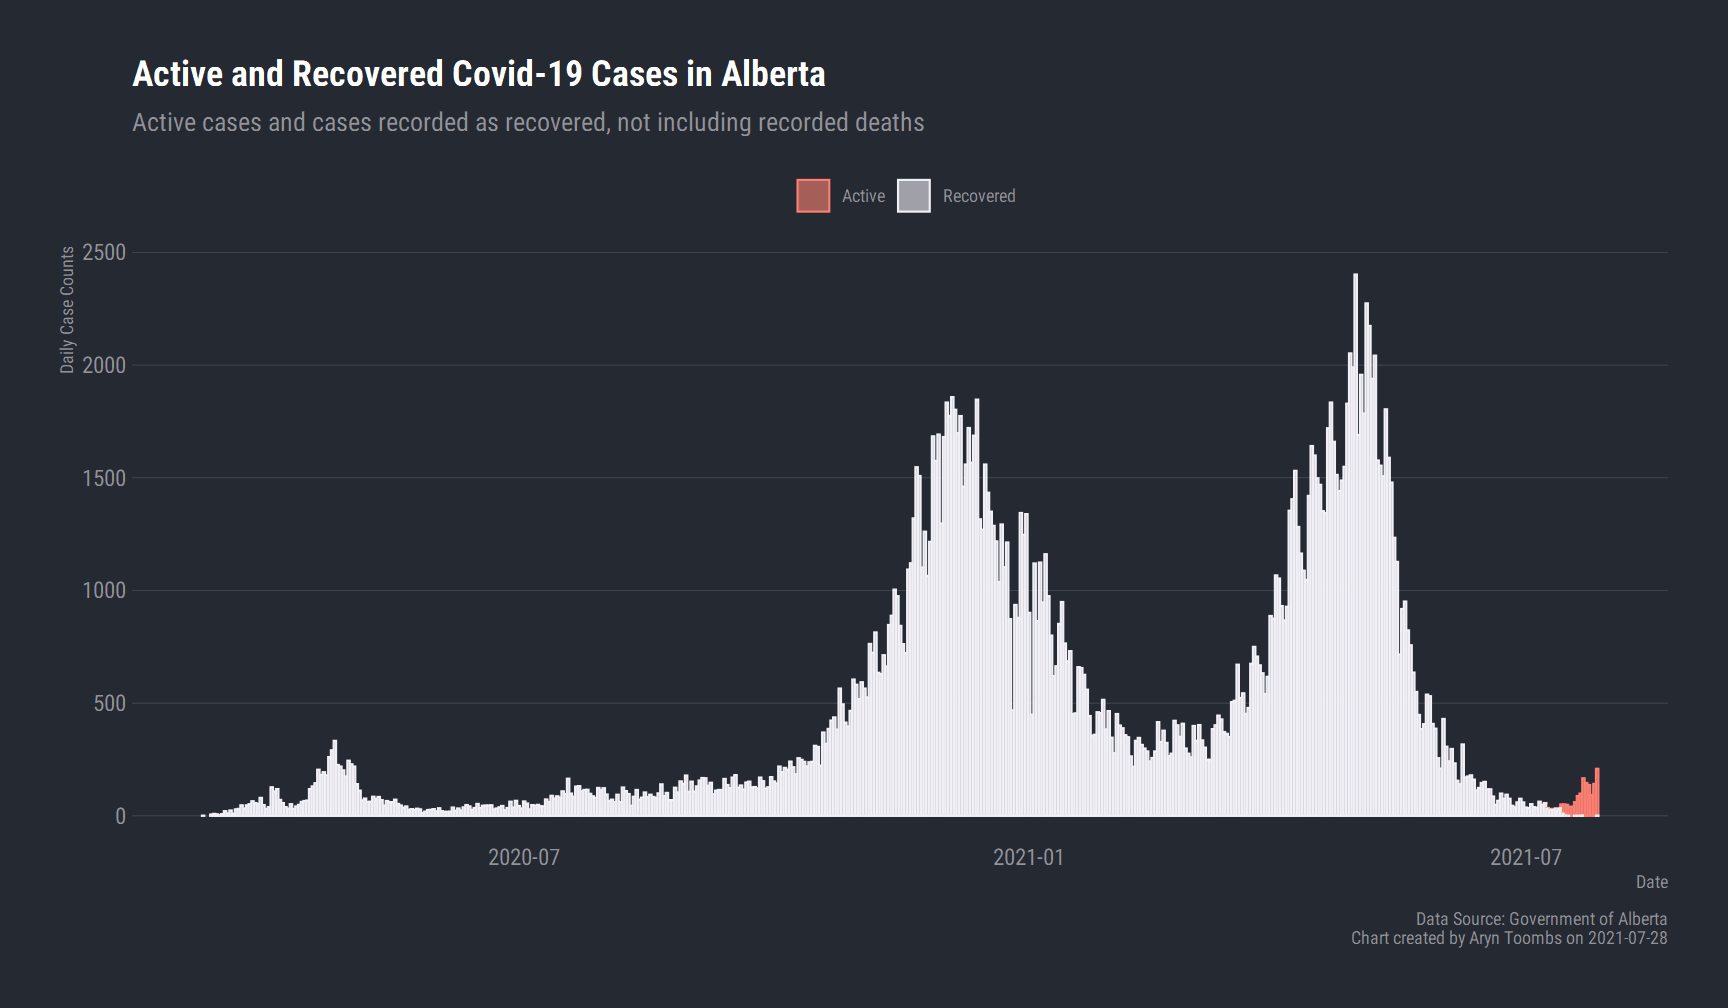 Active and Recovered Covid-19 Cases in Alberta
Active cases and cases recorded as recovered, not including recorded deaths
Active
Recovered
Daily Case Counts
2500
2000
1500
1000
500
0
2020-07
2021-01
2021-07
Date
Data Source: Government of Alberta
Chart created by Aryn Toombs on 2021-07-28